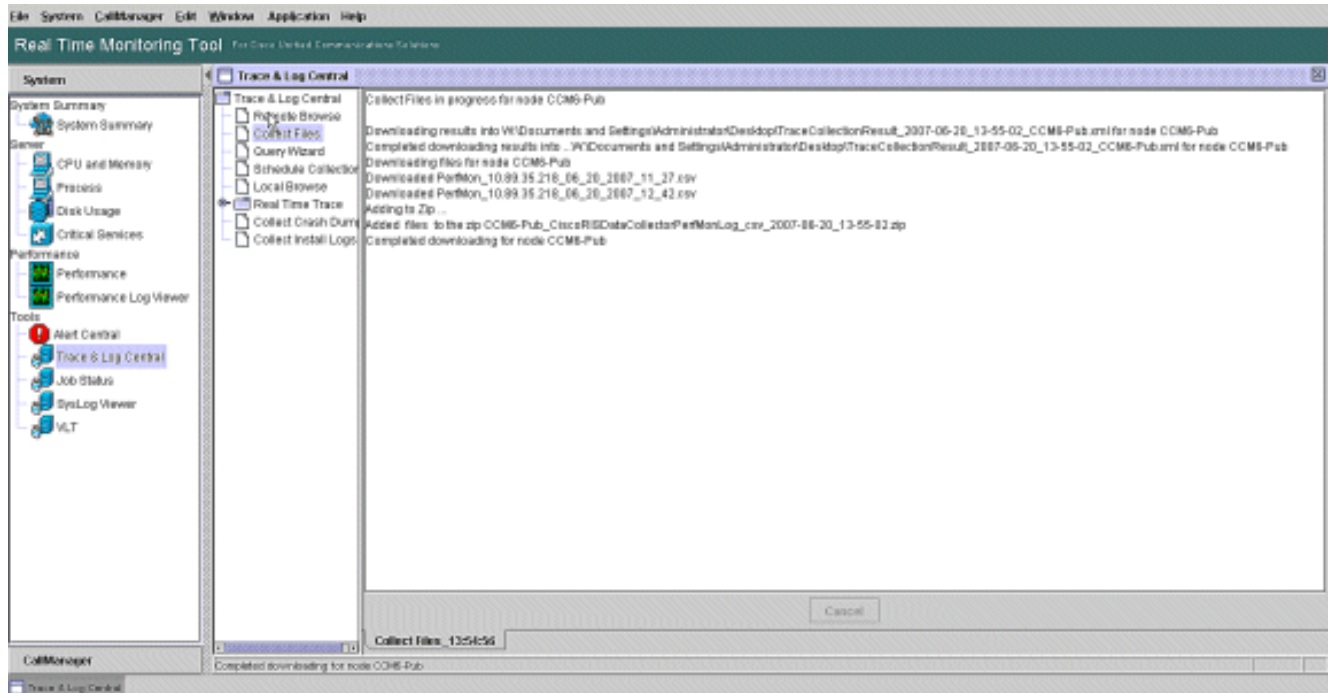 File System CallManager Edit Window Application Help
Real Time Monitoring Tool For Cisco Unified Communications Solutions
System
System Summary
System Summary
Server
CPU and Memory
Process
Disk Usage
Critical Services
Performance
Performance
Performance Log Viewer
Tools
Alert Central
Trace & Log Central
Job Status
SysLog Viewer
VLT
CallManager
Trace & Log Central
Trace & Log Central
Remote Browse
Collect Files
Query Wizard
Schedule Collection
Local Browse
Real Time Trace
Collect Crash Dump
Collect Install Logs
Collect Files in progress for node CCM6-Pub
Downloading results into W:\Documents and Settings\Administrator\Desktop\TraceCollectionResult_2007-06-20_13-55-02_CCM6-Pub.xml for node CCM6-Pub
Completed downloading results into ...W:\Documents and Settings\Administrator\Desktop\TraceCollectionResult_2007-06-20_13-55-02_CCM6-Pub.xml for node CCM6-Pub
Downloading files for node CCM6-Pub
Downloaded PerfMon_10.89.35.218_06_20_2007_11_27.csv
Downloaded PerfMon_10.89.35.218_06_20_2007_12_42.csv
Adding to Zip ...
Added files to the zip CCM6-Pub_CiscoRISDataCollectorPerfMonLog_csv_2007-06-20_13-55-02.zip
Completed downloading for node CCM6-Pub
Cancel
Collect Files_13:54:56
Completed downloading for node CCM6-Pub
Trace & Log Central